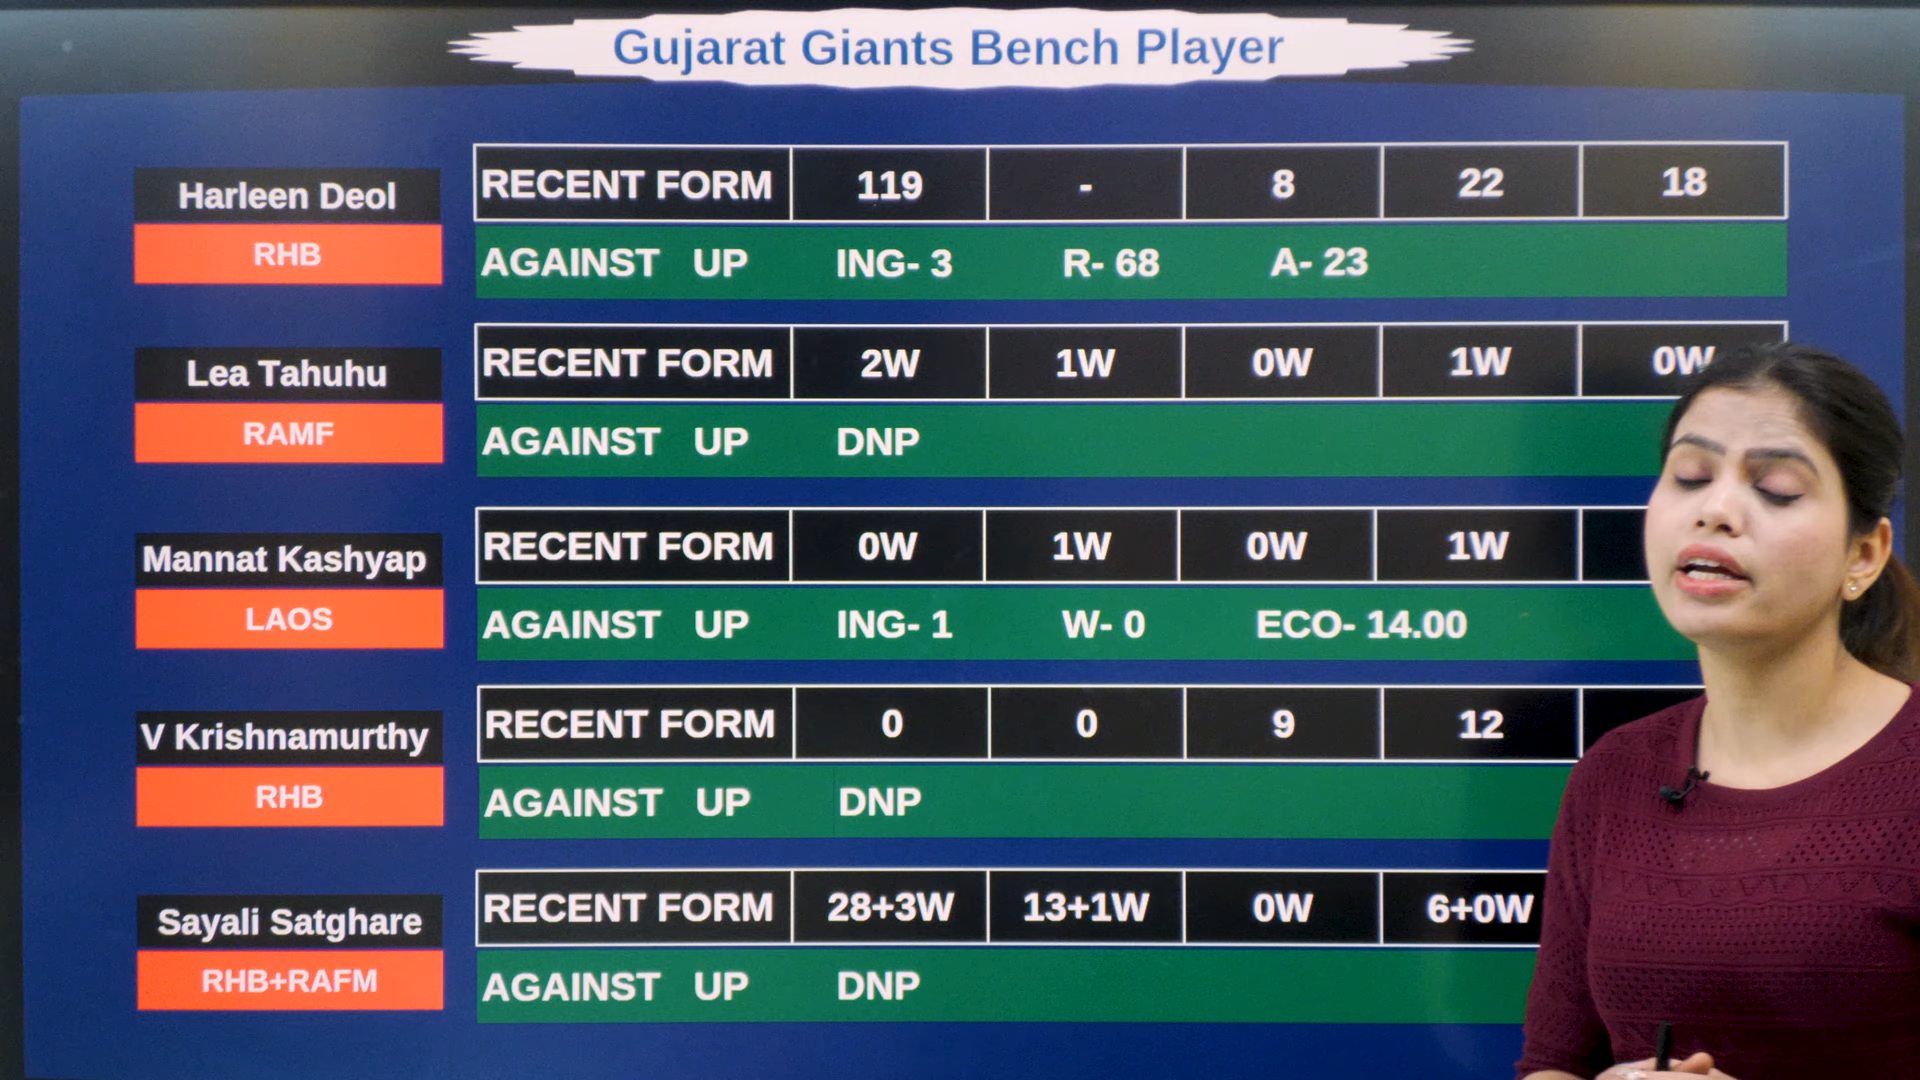 Gujarat Giants Bench Player
Harleen Deol
RHB
RECENT FORM 119 - 8 22 18
AGAINST UP ING- 3 R- 68 A- 23
Lea Tahuhu
RAMF
RECENT FORM 2W 1W 0W 1W 0W
AGAINST UP DNP
Mannat Kashyap
LAOS
RECENT FORM 0W 1W 0W 1W
AGAINST UP ING- 1 W- 0 ECO- 14.00
V Krishnamurthy
RHB
RECENT FORM 0 0 9 12
AGAINST UP DNP
Sayali Satghare
RHB+RAFM
RECENT FORM 28+3W 13+1W 0W 6+0W
AGAINST UP DNP